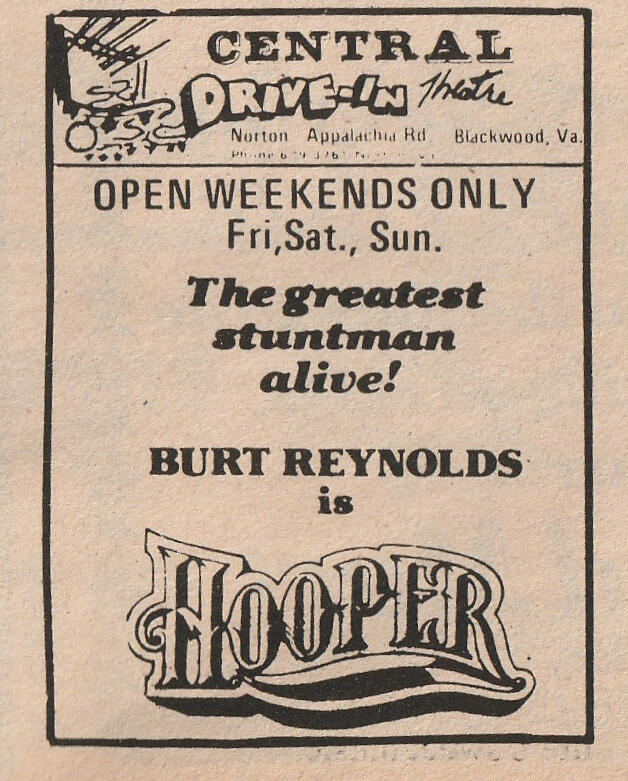 CENTRAL
DRIVE-IN Theatre
Norton Appalachia Rd Blackwood, Va.
Phone
OPEN WEEKENDS ONLY
Fri, Sat., Sun.
The greatest
stuntman
alive!
BURT REYNOLDS
is
HOOPER